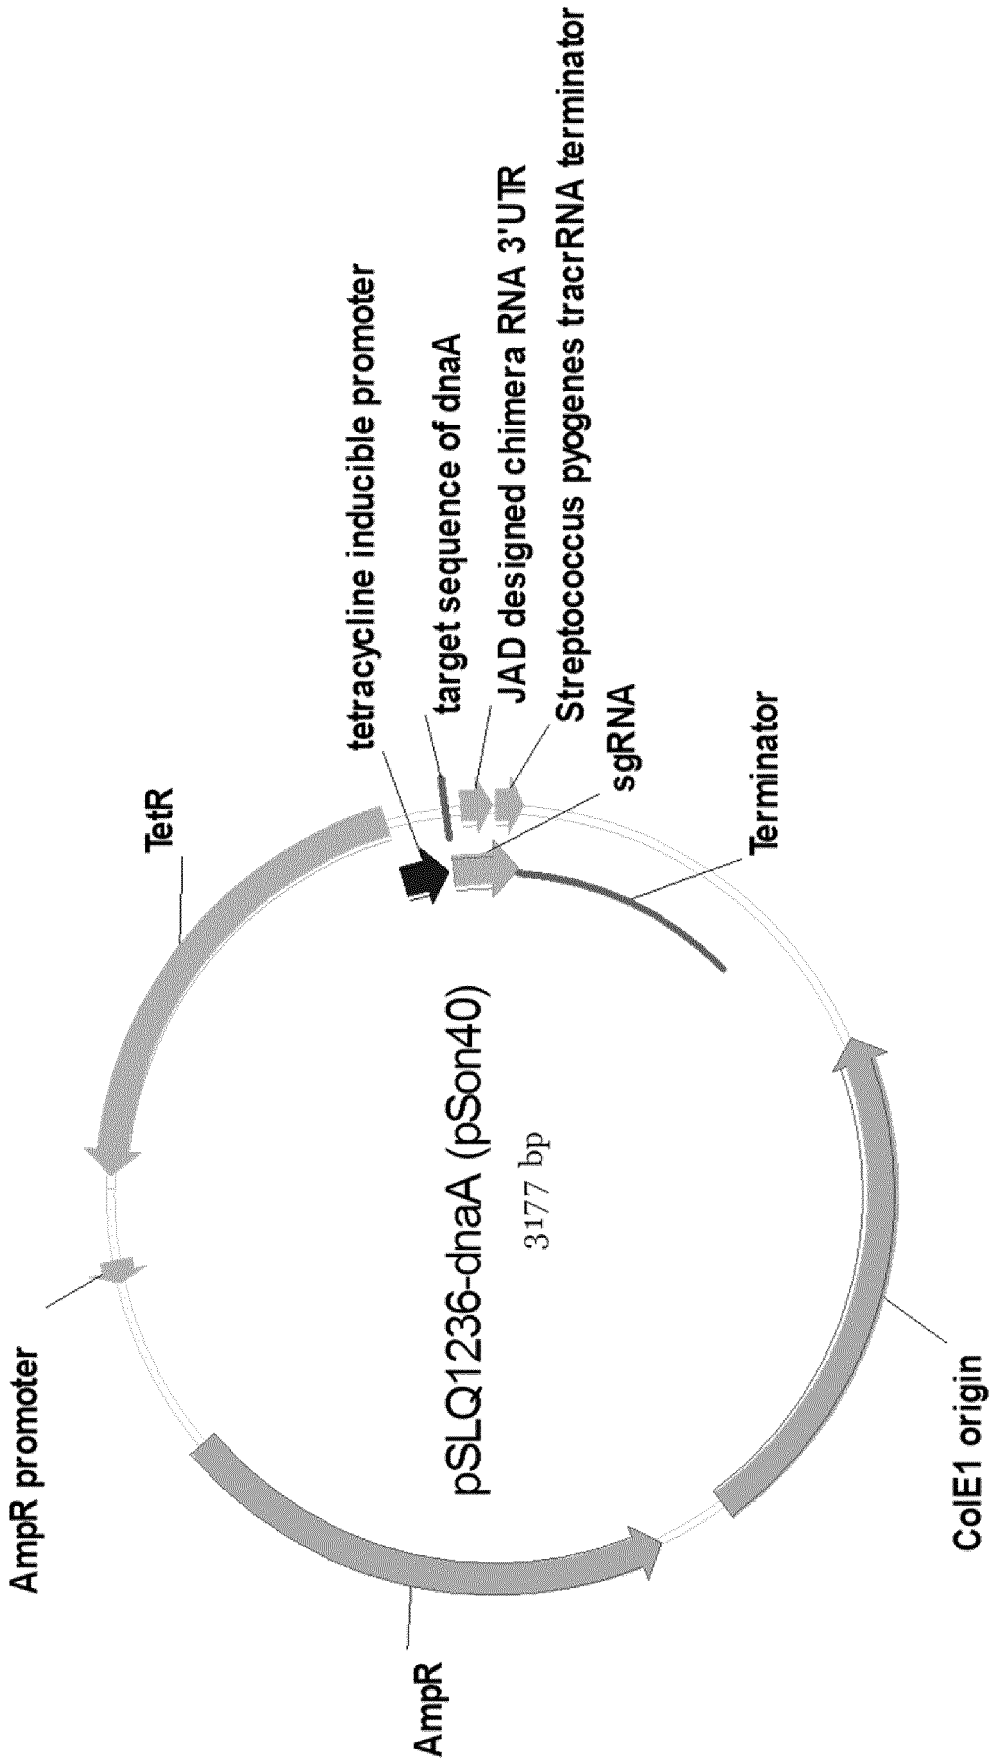 AmpR promoter
TetR
tetracycline inducible promoter
target sequence of dnaA
JAD designed chimera RNA 3'UTR
Streptococcus pyogenes tracrRNA terminator
sgRNA
Terminator
pSLQ1236-dnaA (pSon40)
3177 bp
AmpR
ColE1 origin